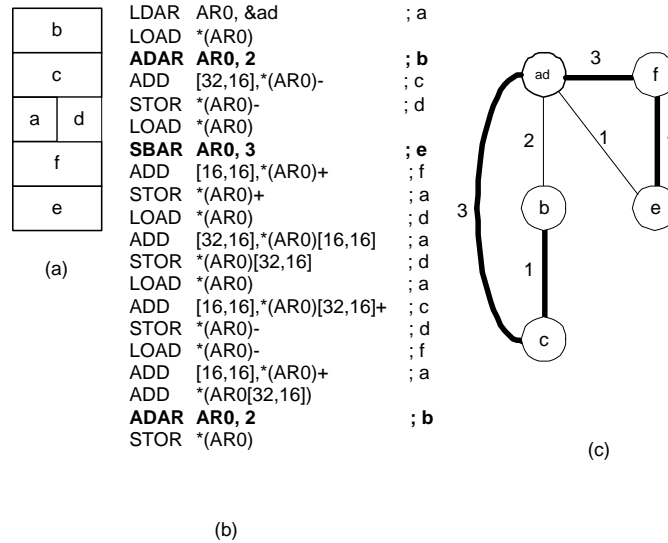 b
c
a d
f
e
(a)
LDAR AR0, &ad ; a
LOAD *(AR0)
ADAR AR0, 2 ; b
ADD [32,16],*(AR0)- ; c
STOR *(AR0)- ; d
LOAD *(AR0)
SBAR AR0, 3 ; e
ADD [16,16],*(AR0)+ ; f
STOR *(AR0)+ ; a
LOAD *(AR0) ; d
ADD [32,16],*(AR0)[16,16] ; a
STOR *(AR0)[32,16] ; d
LOAD *(AR0) ; a
ADD [16,16],*(AR0)[32,16]+ ; c
STOR *(AR0)- ; d
LOAD *(AR0)- ; f
ADD [16,16],*(AR0)+ ; a
ADD *(AR0[32,16])
ADAR AR0, 2 ; b
STOR *(AR0)
(b)
ad 3 f
2 1
3 b e
1
c
(c)